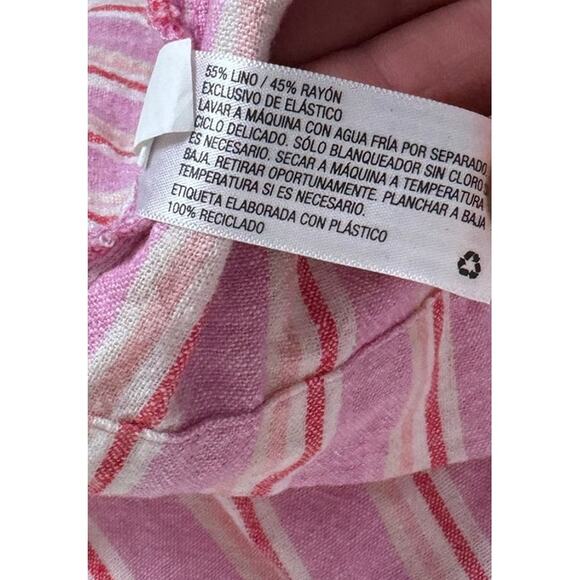 55% LINO / 45% RAYÓN
EXCLUSIVO DE ELÁSTICO
LAVAR A MÁQUINA CON AGUA FRÍA POR SEPARADO,
CICLO DELICADO. SÓLO BLANQUEADOR SIN CLORO
ES NECESARIO. SECAR A MÁQUINA A TEMPERATURA
BAJA. RETIRAR OPORTUNAMENTE. PLANCHAR A BAJA
TEMPERATURA SI ES NECESARIO.
ETIQUETA ELABORADA CON PLÁSTICO
100% RECICLADO